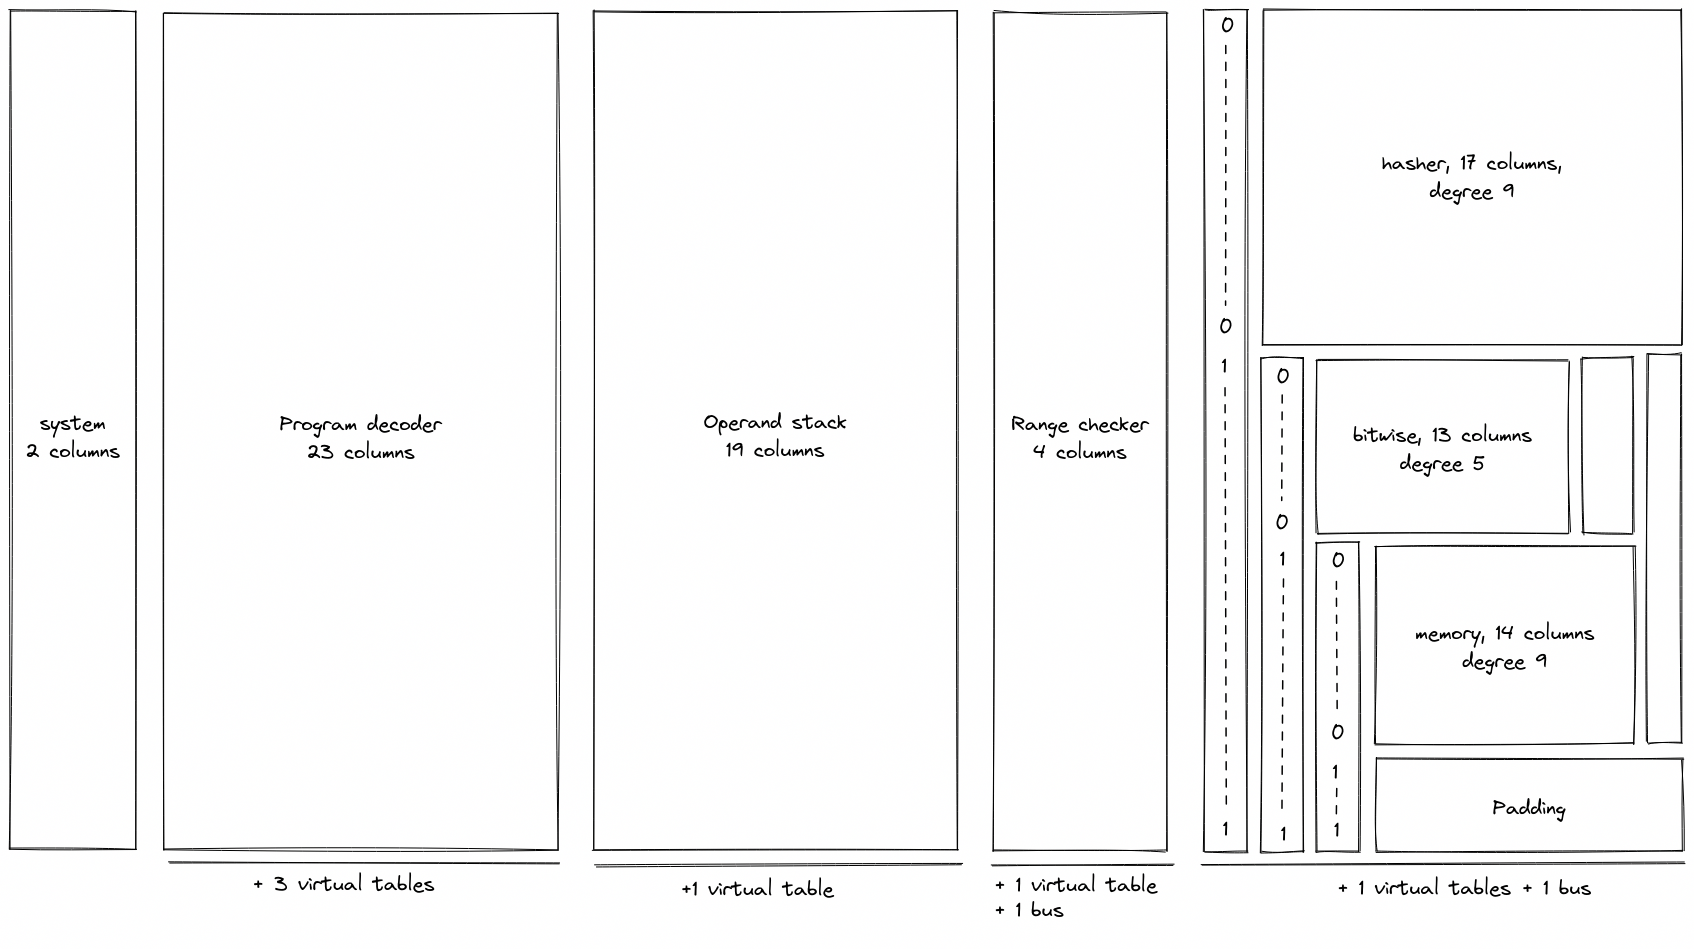 system
2 columns
Program decoder
23 columns
+ 3 virtual tables
Operand stack
19 columns
+1 virtual table
Range checker
4 columns
+ 1 virtual table
+ 1 bus
0
0
1
1
hasher, 17 columns,
degree 9
0
0
1
1
bitwise, 13 columns
degree 5
0
0
1
1
memory, 14 columns
degree 9
Padding
+ 1 virtual tables + 1 bus